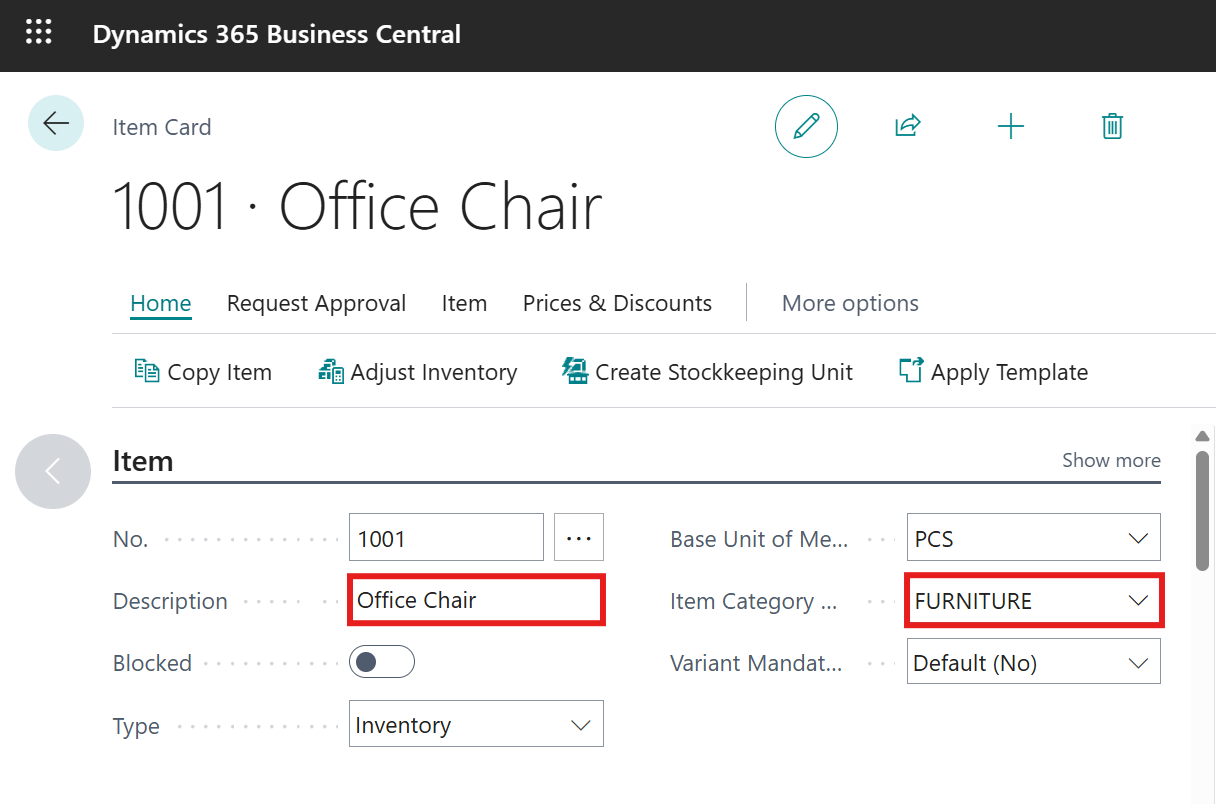 Dynamics 365 Business Central
Item Card
1001 · Office Chair
Home Request Approval Item Prices & Discounts More options
Copy Item Adjust Inventory Create Stockkeeping Unit Apply Template
Item Show more
No. 1001 ... Base Unit of Me... PCS
Description Office Chair Item Category ... FURNITURE
Blocked Variant Mandat... Default (No)
Type Inventory